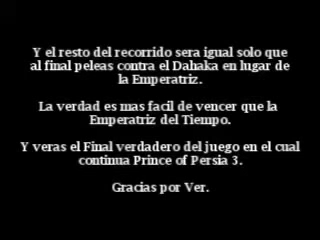 Y el resto del recorrido sera igual solo que
al final peleas contra el Dahaka en lugar de
la Emperatriz.
La verdad es mas facil de vencer que la
Emperatriz del Tiempo.
Y veras el Final verdadero del juego en el cual
continua Prince of Persia 3.
Gracias por Ver.